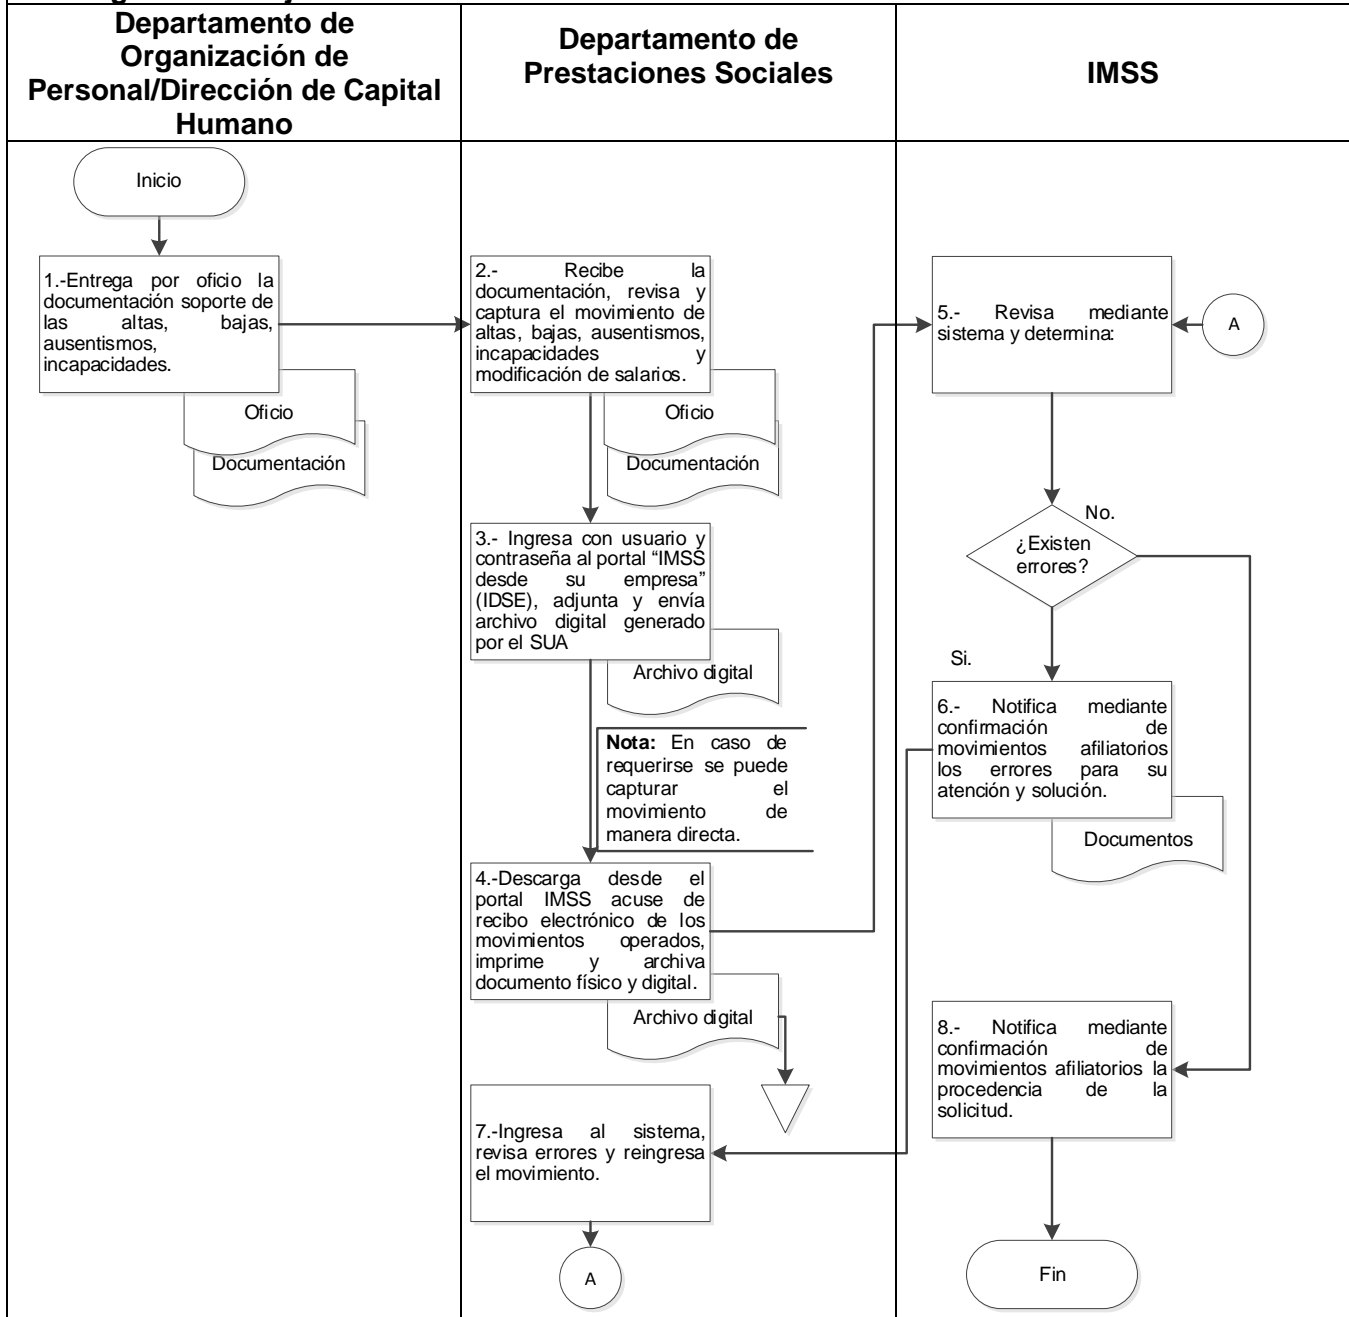 Departamento de
Organización de
Personal/Dirección de Capital
Humano
Departamento de
Prestaciones Sociales
IMSS
Inicio
1.-Entrega por oficio la
documentación soporte de
las altas, bajas,
ausentismos,
incapacidades.
Oficio
Documentación
2.- Recibe la
documentación, revisa y
captura el movimiento de
altas, bajas, ausentismos,
incapacidades y
modificación de salarios.
Oficio
Documentación
3.- Ingresa con usuario y
contraseña al portal “IMSS
desde su empresa”
(IDSE), adjunta y envía
archivo digital generado
por el SUA
Archivo digital
Nota: En caso de
requerirse se puede
capturar el
movimiento de
manera directa.
4.-Descarga desde el
portal IMSS acuse de
recibo electrónico de los
movimientos operados,
imprime y archiva
documento físico y digital.
Archivo digital
7.-Ingresa al sistema,
revisa errores y reingresa
el movimiento.
A
5.- Revisa mediante
sistema y determina:
A
¿Existen
errores?
No.
Si.
6.- Notifica mediante
confirmación de
movimientos afiliatorios
los errores para su
atención y solución.
Documentos
8.- Notifica mediante
confirmación de
movimientos afiliatorios la
procedencia de la
solicitud.
Fin